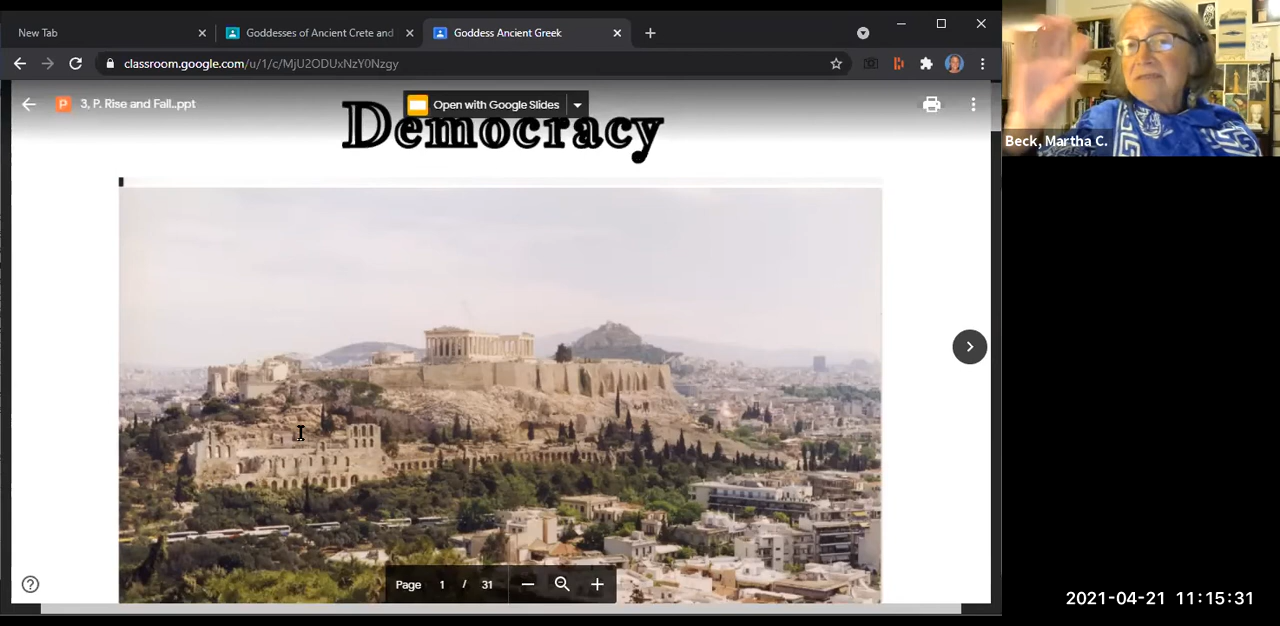 New Tab
Goddesses of Ancient Crete and
Goddess Ancient Greek
classroom.google.com/u/1/c/MjU2ODUxNzY0Nzgy
3, P. Rise and Fall..ppt
Open with Google Slides
Democracy
Page 1 / 31
Beck, Martha C.
2021-04-21 11:15:31